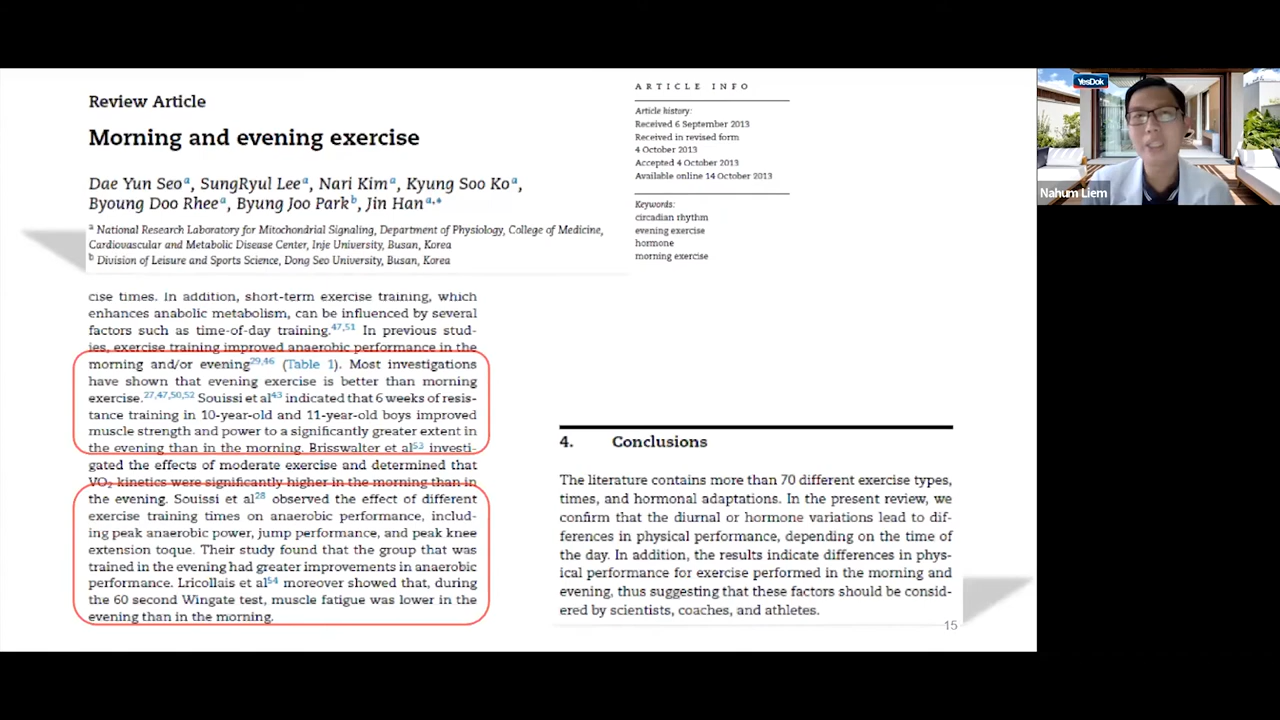 Review Article
Morning and evening exercise
Dae Yun Seoᵃ, SungRyul Leeᵃ, Nari Kimᵃ, Kyung Soo Koᵃ,
Byoung Doo Rheeᵃ, Byung Joo Parkᵇ, Jin Hanᵃ,*
ᵃ National Research Laboratory for Mitochondrial Signaling, Department of Physiology, College of Medicine,
Cardiovascular and Metabolic Disease Center, Inje University, Busan, Korea
ᵇ Division of Leisure and Sports Science, Dong Seo University, Busan, Korea
ARTICLE INFO
Article history:
Received 6 September 2013
Received in revised form
4 October 2013
Accepted 4 October 2013
Available online 14 October 2013
Keywords:
circadian rhythm
evening exercise
hormone
morning exercise
cise times. In addition, short-term exercise training, which
enhances anabolic metabolism, can be influenced by several
factors such as time-of-day training.47,51 In previous stud-
ies, exercise training improved anaerobic performance in the
morning and/or evening29,46 (Table 1). Most investigations
have shown that evening exercise is better than morning
exercise.27,47,50,52 Souissi et al43 indicated that 6 weeks of resis-
tance training in 10-year-old and 11-year-old boys improved
muscle strength and power to a significantly greater extent in
the evening than in the morning. Brisswalter et al53 investi-
gated the effects of moderate exercise and determined that
VO2 kinetics were significantly higher in the morning than in
the evening. Souissi et al28 observed the effect of different
exercise training times on anaerobic performance, includ-
ing peak anaerobic power, jump performance, and peak knee
extension toque. Their study found that the group that was
trained in the evening had greater improvements in anaerobic
performance. Lricollais et al54 moreover showed that, during
the 60 second Wingate test, muscle fatigue was lower in the
evening than in the morning.
4. Conclusions
The literature contains more than 70 different exercise types,
times, and hormonal adaptations. In the present review, we
confirm that the diurnal or hormone variations lead to dif-
ferences in physical performance, depending on the time of
the day. In addition, the results indicate differences in phys-
ical performance for exercise performed in the morning and
evening, thus suggesting that these factors should be consid-
ered by scientists, coaches, and athletes.
15
YesDok
Nahum Liem